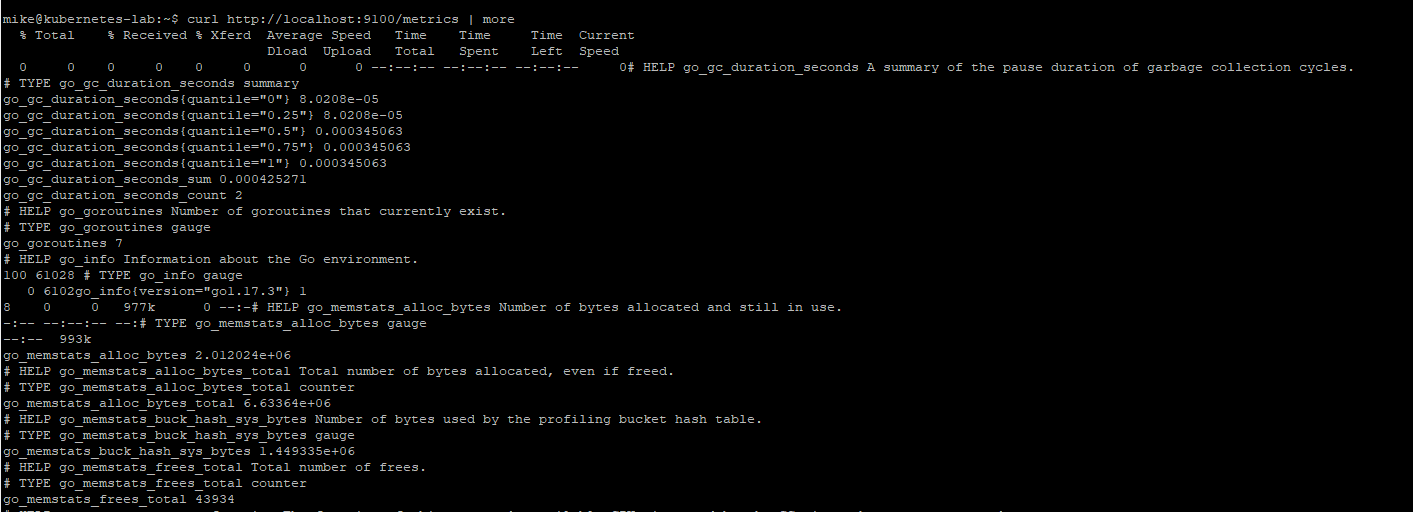 mike@kubernetes-lab:~$ curl http://localhost:9100/metrics | more
  % Total    % Received % Xferd  Average Speed   Time    Time     Time  Current
                                 Dload  Upload   Total   Spent    Left  Speed
  0     0    0     0    0     0      0      0 --:--:-- --:--:-- --:--:--     0# HELP go_gc_duration_seconds A summary of the pause duration of garbage collection cycles.
# TYPE go_gc_duration_seconds summary
go_gc_duration_seconds{quantile="0"} 8.0208e-05
go_gc_duration_seconds{quantile="0.25"} 8.0208e-05
go_gc_duration_seconds{quantile="0.5"} 0.000345063
go_gc_duration_seconds{quantile="0.75"} 0.000345063
go_gc_duration_seconds{quantile="1"} 0.000345063
go_gc_duration_seconds_sum 0.000425271
go_gc_duration_seconds_count 2
# HELP go_goroutines Number of goroutines that currently exist.
# TYPE go_goroutines gauge
go_goroutines 7
# HELP go_info Information about the Go environment.
100 61028 # TYPE go_info gauge
   0 6102go_info{version="go1.17.3"} 1
8    0     0   977k      0 --:-# HELP go_memstats_alloc_bytes Number of bytes allocated and still in use.
-:-- --:--:-- --:# TYPE go_memstats_alloc_bytes gauge
--:--  993k
go_memstats_alloc_bytes 2.012024e+06
# HELP go_memstats_alloc_bytes_total Total number of bytes allocated, even if freed.
# TYPE go_memstats_alloc_bytes_total counter
go_memstats_alloc_bytes_total 6.63364e+06
# HELP go_memstats_buck_hash_sys_bytes Number of bytes used by the profiling bucket hash table.
# TYPE go_memstats_buck_hash_sys_bytes gauge
go_memstats_buck_hash_sys_bytes 1.449335e+06
# HELP go_memstats_frees_total Total number of frees.
# TYPE go_memstats_frees_total counter
go_memstats_frees_total 43934